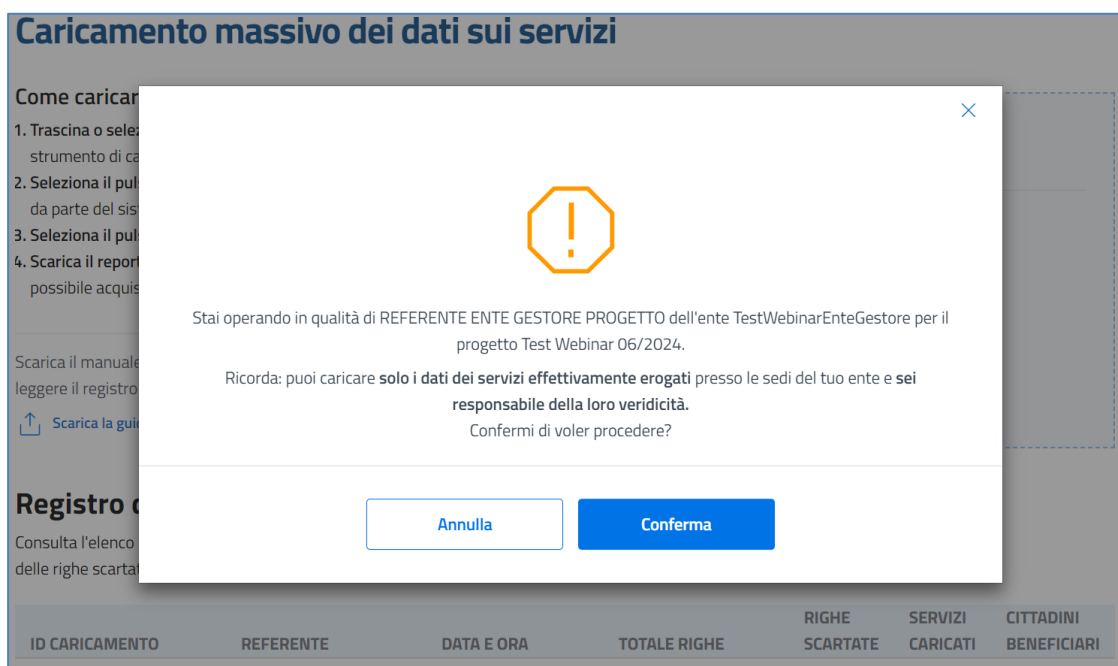 Caricamento massivo dei dati sui servizi
Come caricar
1. Trascina o selez
strumento di ca
2. Seleziona il pul
da parte del sis
3. Seleziona il pul
4. Scarica il report
possibile acquis
Scarica il manuale
leggere il registro
Scarica la gui
Stai operando in qualità di REFERENTE ENTE GESTORE PROGETTO dell'ente TestWebinarEnteGestore per il
progetto Test Webinar 06/2024.
Ricorda: puoi caricare solo i dati dei servizi effettivamente erogati presso le sedi del tuo ente e sei
responsabile della loro veridicità.
Confermi di voler procedere?
Annulla
Conferma
Registro
Consulta l'elenco
delle righe scartat
ID CARICAMENTO REFERENTE DATA E ORA TOTALE RIGHE RIGHE SCARTATE SERVIZI CARICATI CITTADINI BENEFICIARI